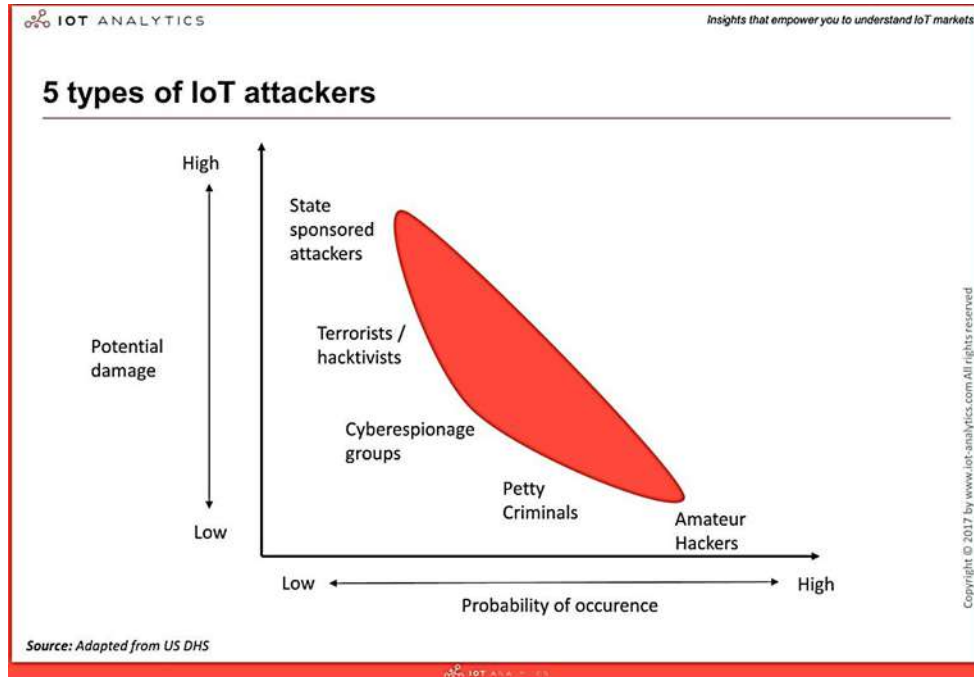 IOT ANALYTICS
Insights that empower you to understand IoT markets
5 types of IoT attackers
High
State
sponsored
attackers
Terrorists /
hacktivists
Potential
damage
Cyberespionage
groups
Petty
Criminals
Amateur
Hackers
Low
Low
High
Probability of occurence
Source: Adapted from US DHS
Copyright © 2017 by www.iot-analytics.com All rights reserved
IOT ANALYTICS